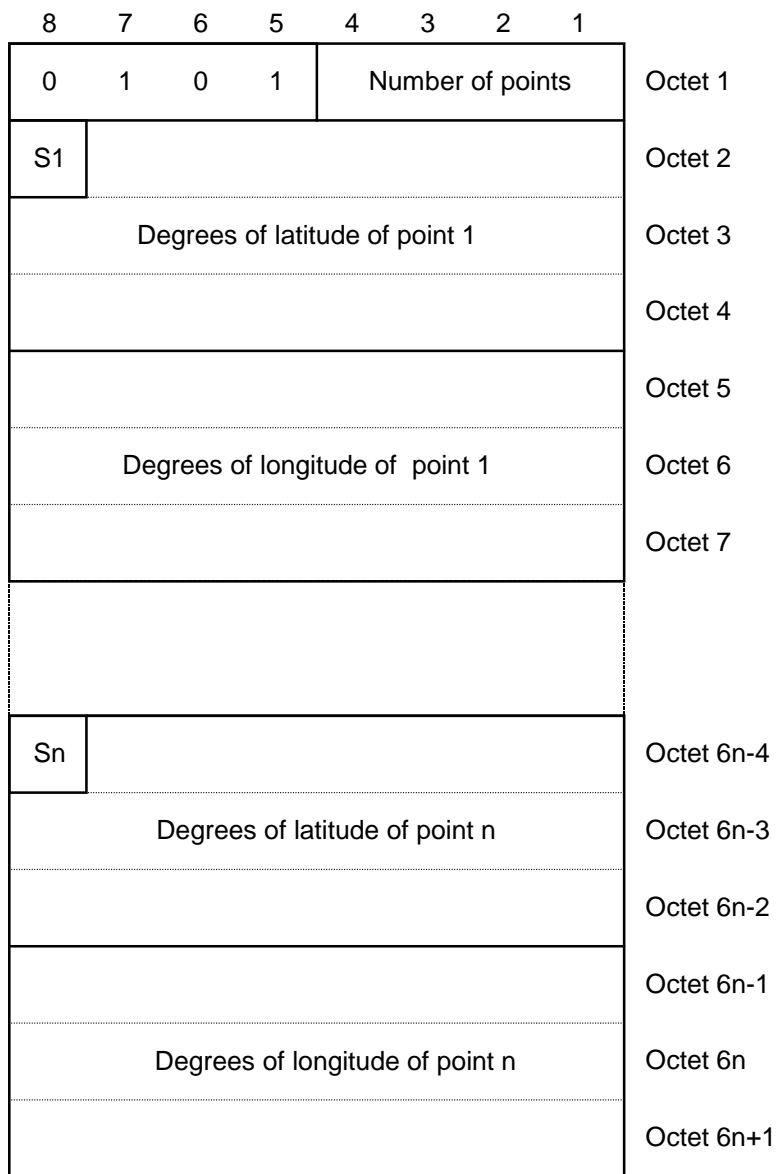 8 7 6 5 4 3 2 1
0 1 0 1 Number of points Octet 1
S1 Octet 2
Degrees of latitude of point 1 Octet 3
Octet 4
Octet 5
Degrees of longitude of point 1 Octet 6
Octet 7
Sn Octet 6n-4
Degrees of latitude of point n Octet 6n-3
Octet 6n-2
Octet 6n-1
Degrees of longitude of point n Octet 6n
Octet 6n+1